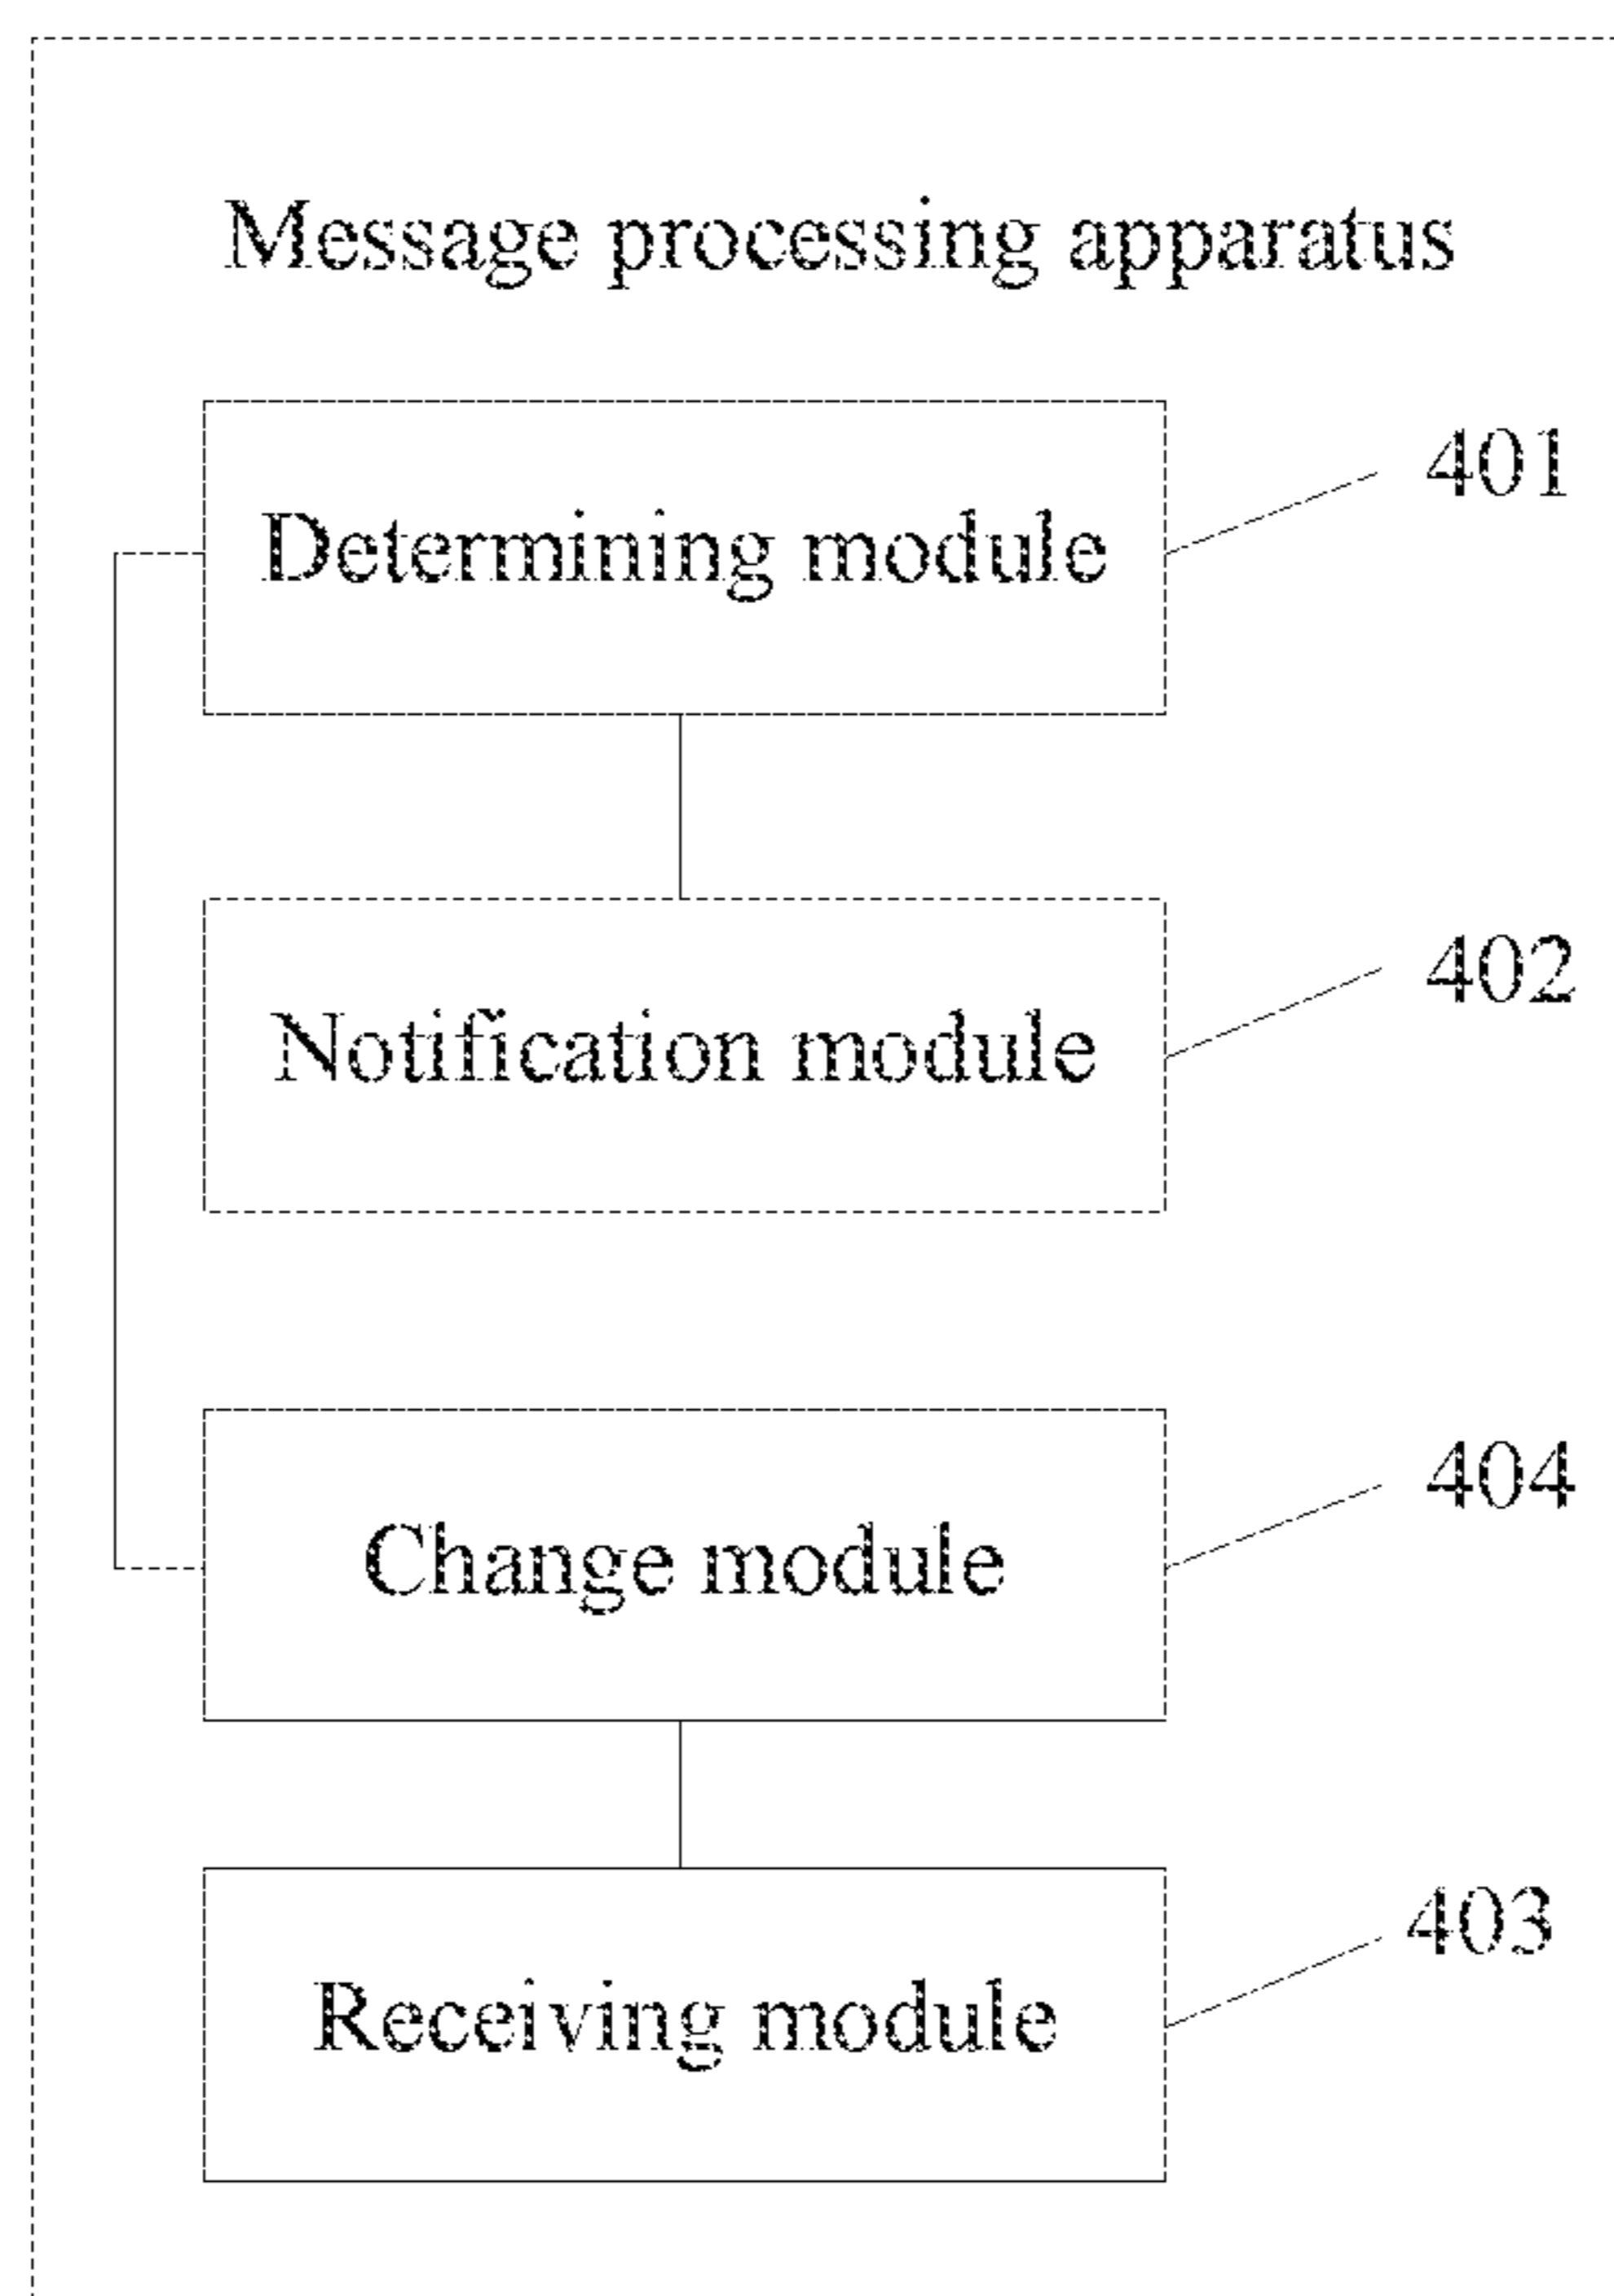 Message processing apparatus
401
Determining module
402
Notification module
404
Change module
403
Receiving module